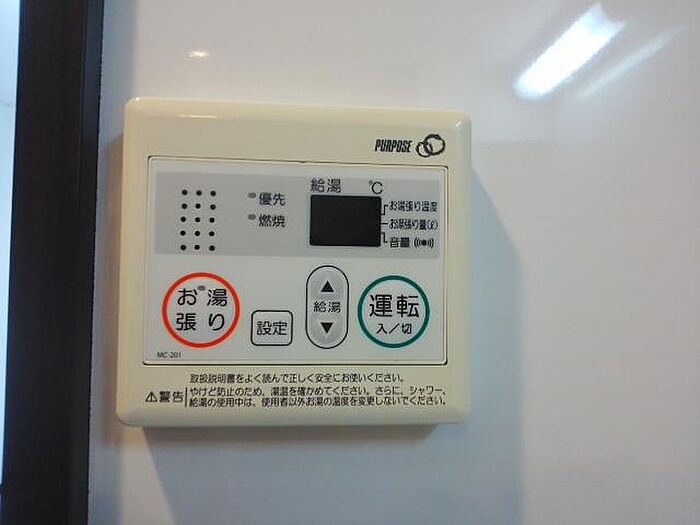 PURPOSE
給湯 ℃
優先
燃焼
お湯張り温度
お湯張り量(ℓ)
音量
お湯
張り
設定
給湯
運転
入/切
MC-201
取扱説明書をよく読んで正しく安全にお使いください。
警告
やけど防止のため、湯温を確かめてください。さらに、シャワー、
給湯の使用中は、使用者以外お湯の温度を変更しないでください。